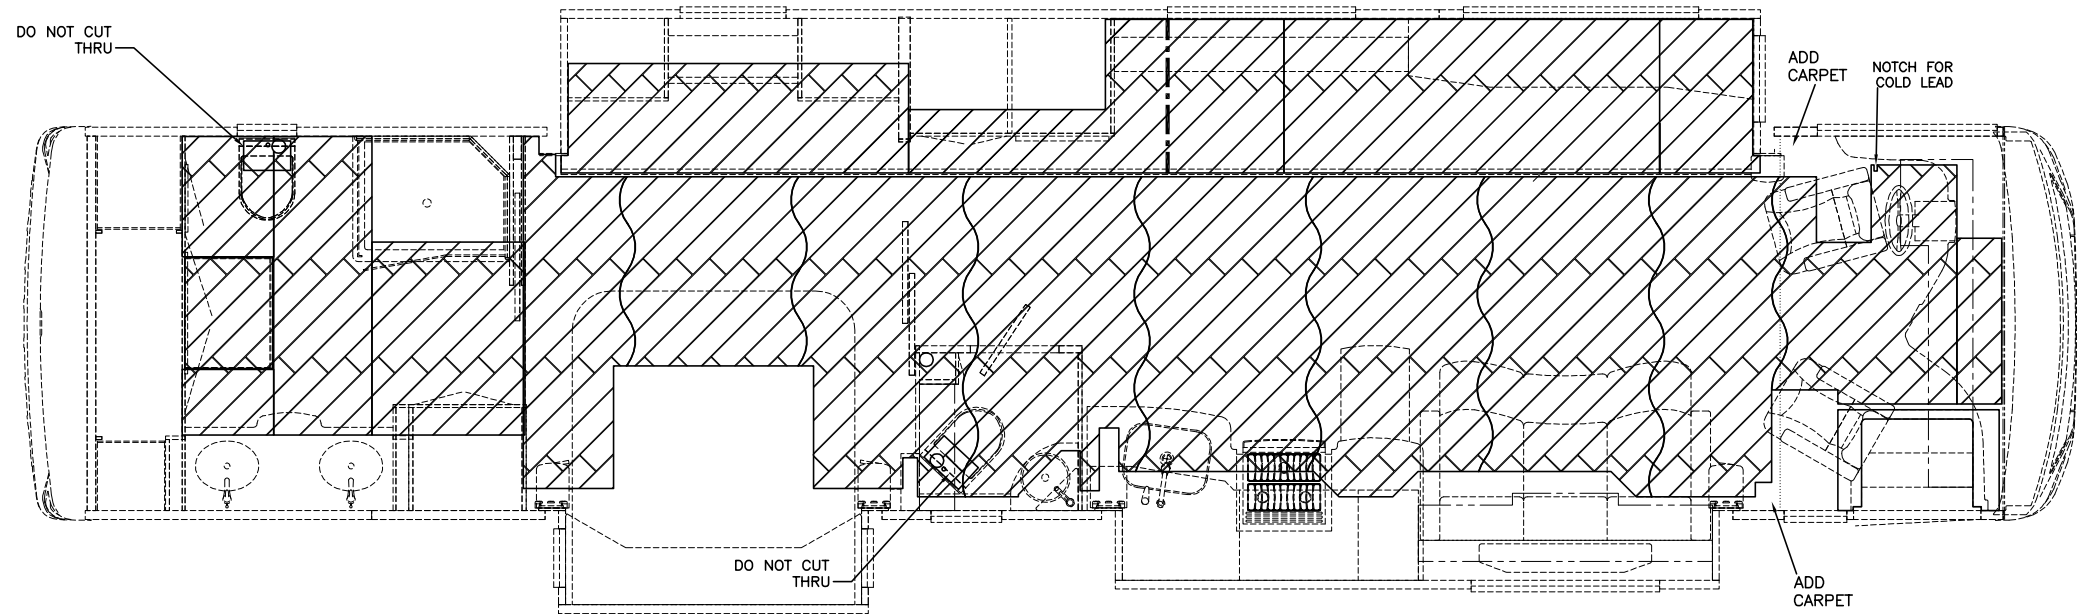 DO NOT CUT
THRU
ADD
CARPET
NOTCH FOR
COLD LEAD
DO NOT CUT
THRU
ADD
CARPET